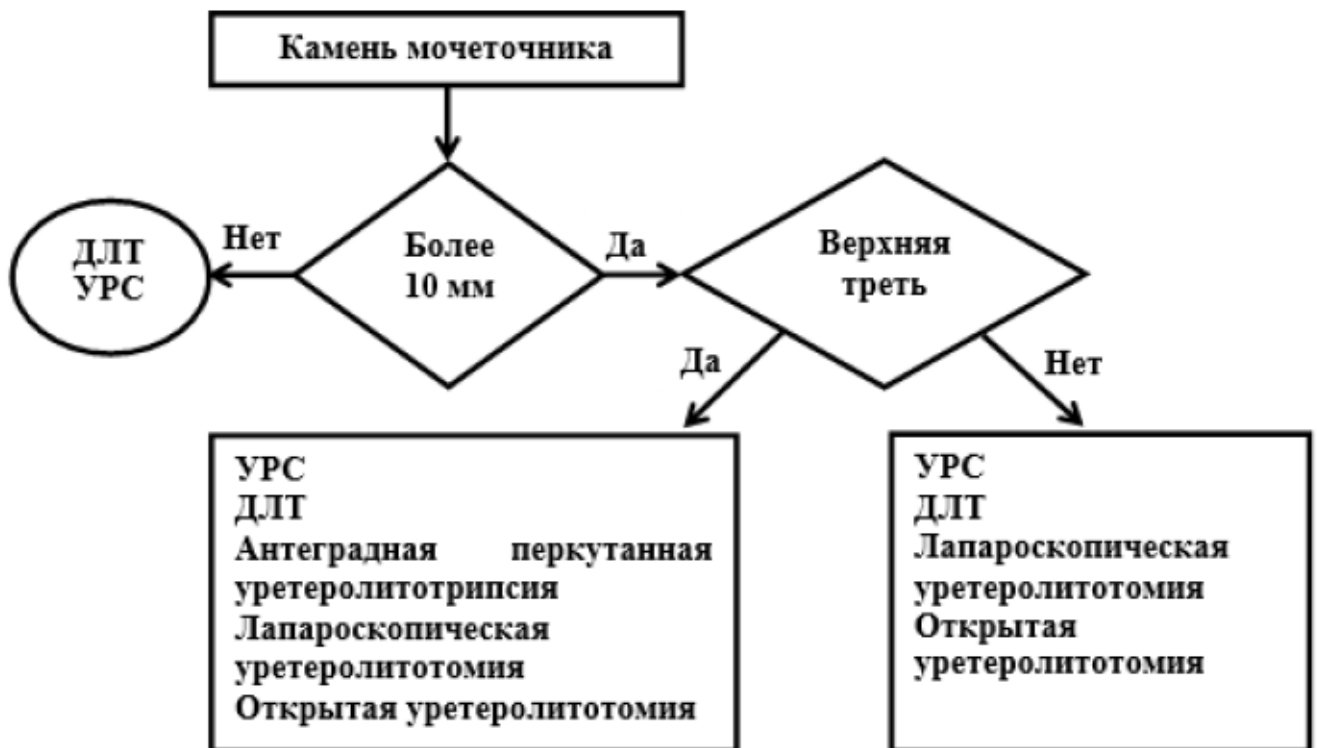 Камень мочеточника
ДЛТ
УРС
Нет
Более
10 мм
Да
Верхняя
треть
Да
Нет
УРС
ДЛТ
Антеградная перкутанная
уретеролитотрипсия
Лапароскопическая
уретеролитотомия
Открытая уретеролитотомия
УРС
ДЛТ
Лапароскопическая
уретеролитотомия
Открытая
уретеролитотомия